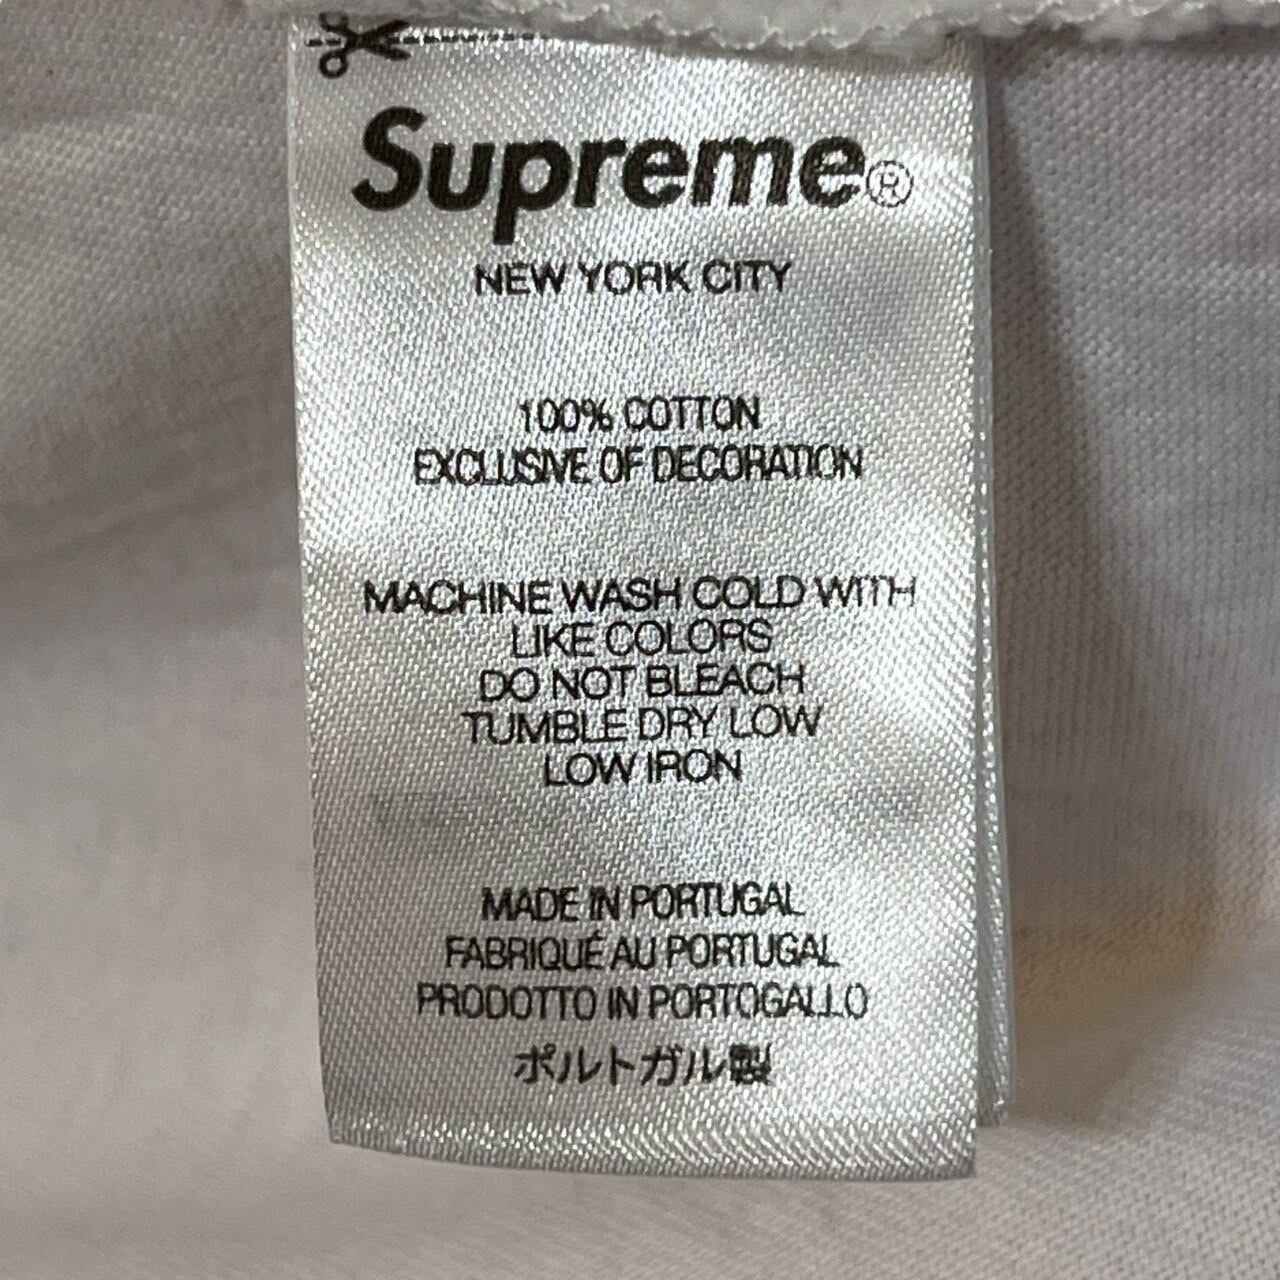 Supreme®
NEW YORK CITY
100% COTTON
EXCLUSIVE OF DECORATION
MACHINE WASH COLD WITH
LIKE COLORS
DO NOT BLEACH
TUMBLE DRY LOW
LOW IRON
MADE IN PORTUGAL
FABRIQUÉ AU PORTUGAL
PRODOTTO IN PORTOGALLO
ポルトガル製